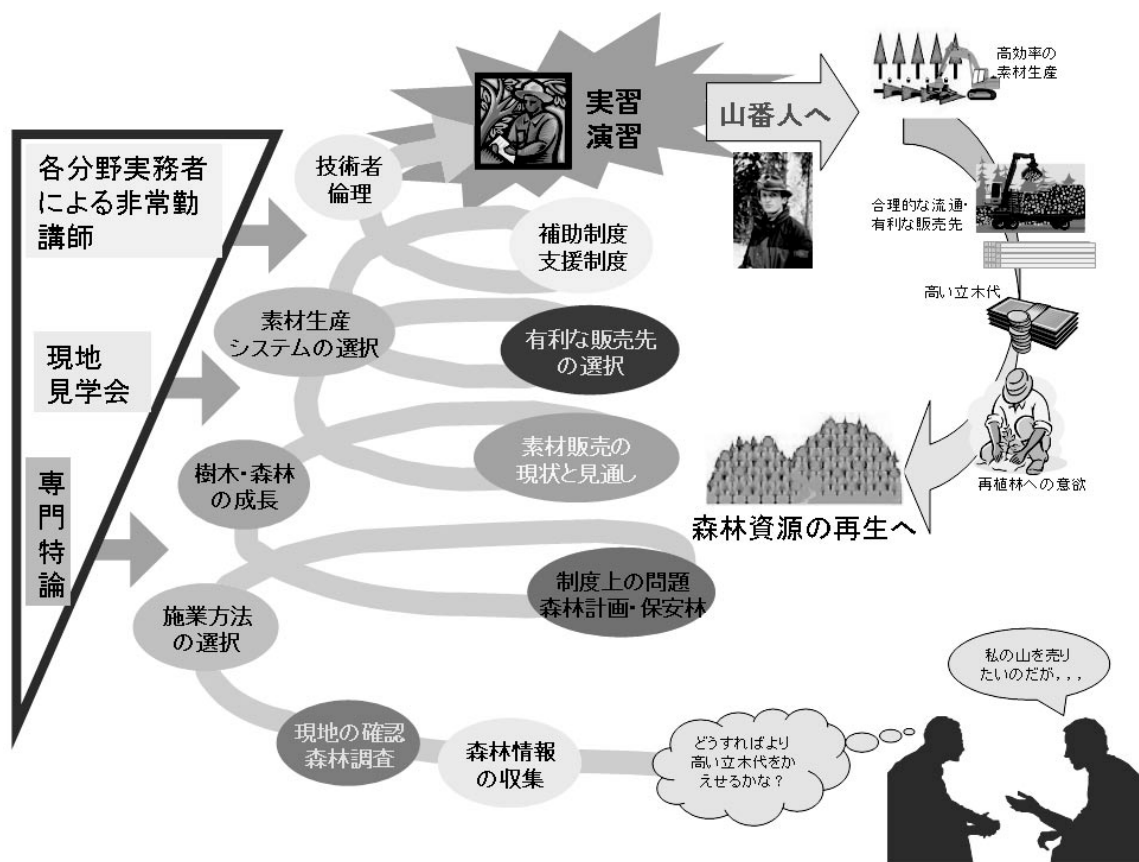 実習
演習
山番人へ
高効率の
素材生産
合理的な流通・
有利な販売先
高い立木代
再植林への意欲
森林資源の再生へ
各分野実務者
による非常勤
講師
現地
見学会
専
門
特
論
技術者
倫理
補助制度
支援制度
素材生産
システムの選択
有利な販売先
の選択
素材販売の
現状と見通し
樹木・森林
の成長
制度上の問題
森林計画・保安林
施業方法
の選択
現地の確認
森林調査
森林情報
の収集
どうすればより
高い立木代をか
えせるかな？
私の山を売り
たいのだが，，，